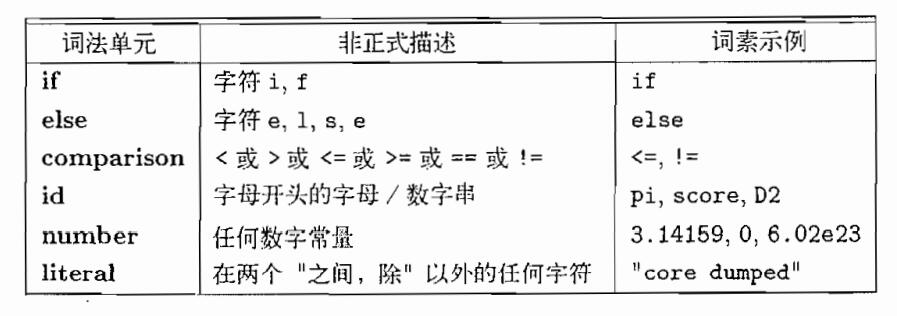 词法单元 非正式描述 词素示例
if 字符 i, f if
else 字符 e, l, s, e else
comparison < 或 > 或 <= 或 >= 或 == 或 != <=, !=
id 字母开头的字母 / 数字串 pi, score, D2
number 任何数字常量 3.14159, 0, 6.02e23
literal 在两个 "之间，除" 以外的任何字符 "core dumped"